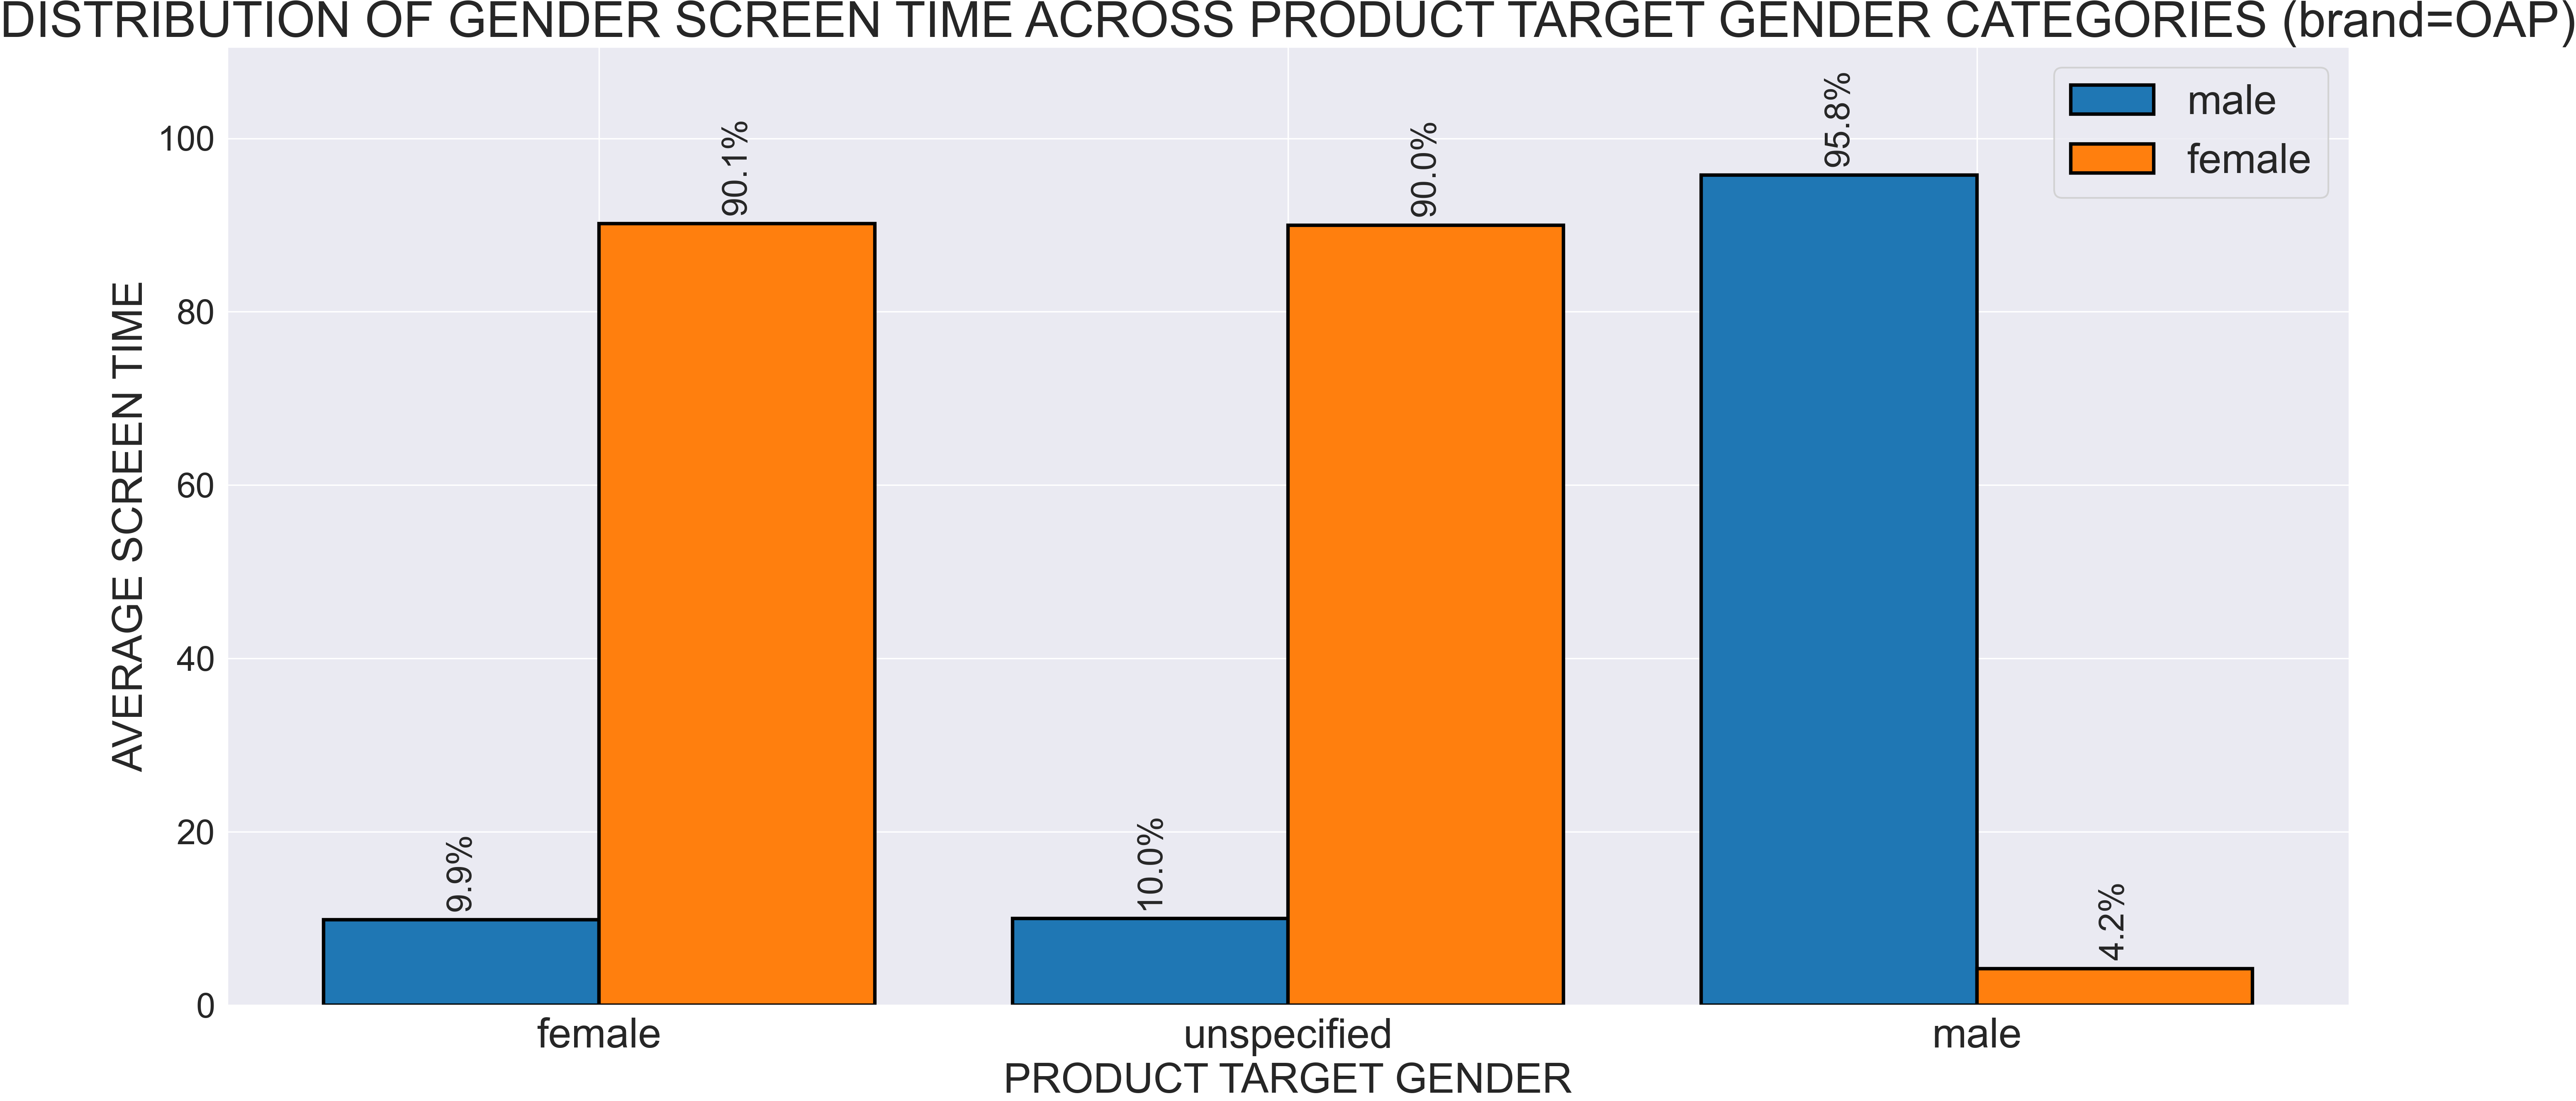 DISTRIBUTION OF GENDER SCREEN TIME ACROSS PRODUCT TARGET GENDER CATEGORIES (brand=OAP)
male
female
AVERAGE SCREEN TIME
100
80
60
40
20
0
9.9%
90.1%
10.0%
90.0%
95.8%
4.2%
female
unspecified
male
PRODUCT TARGET GENDER